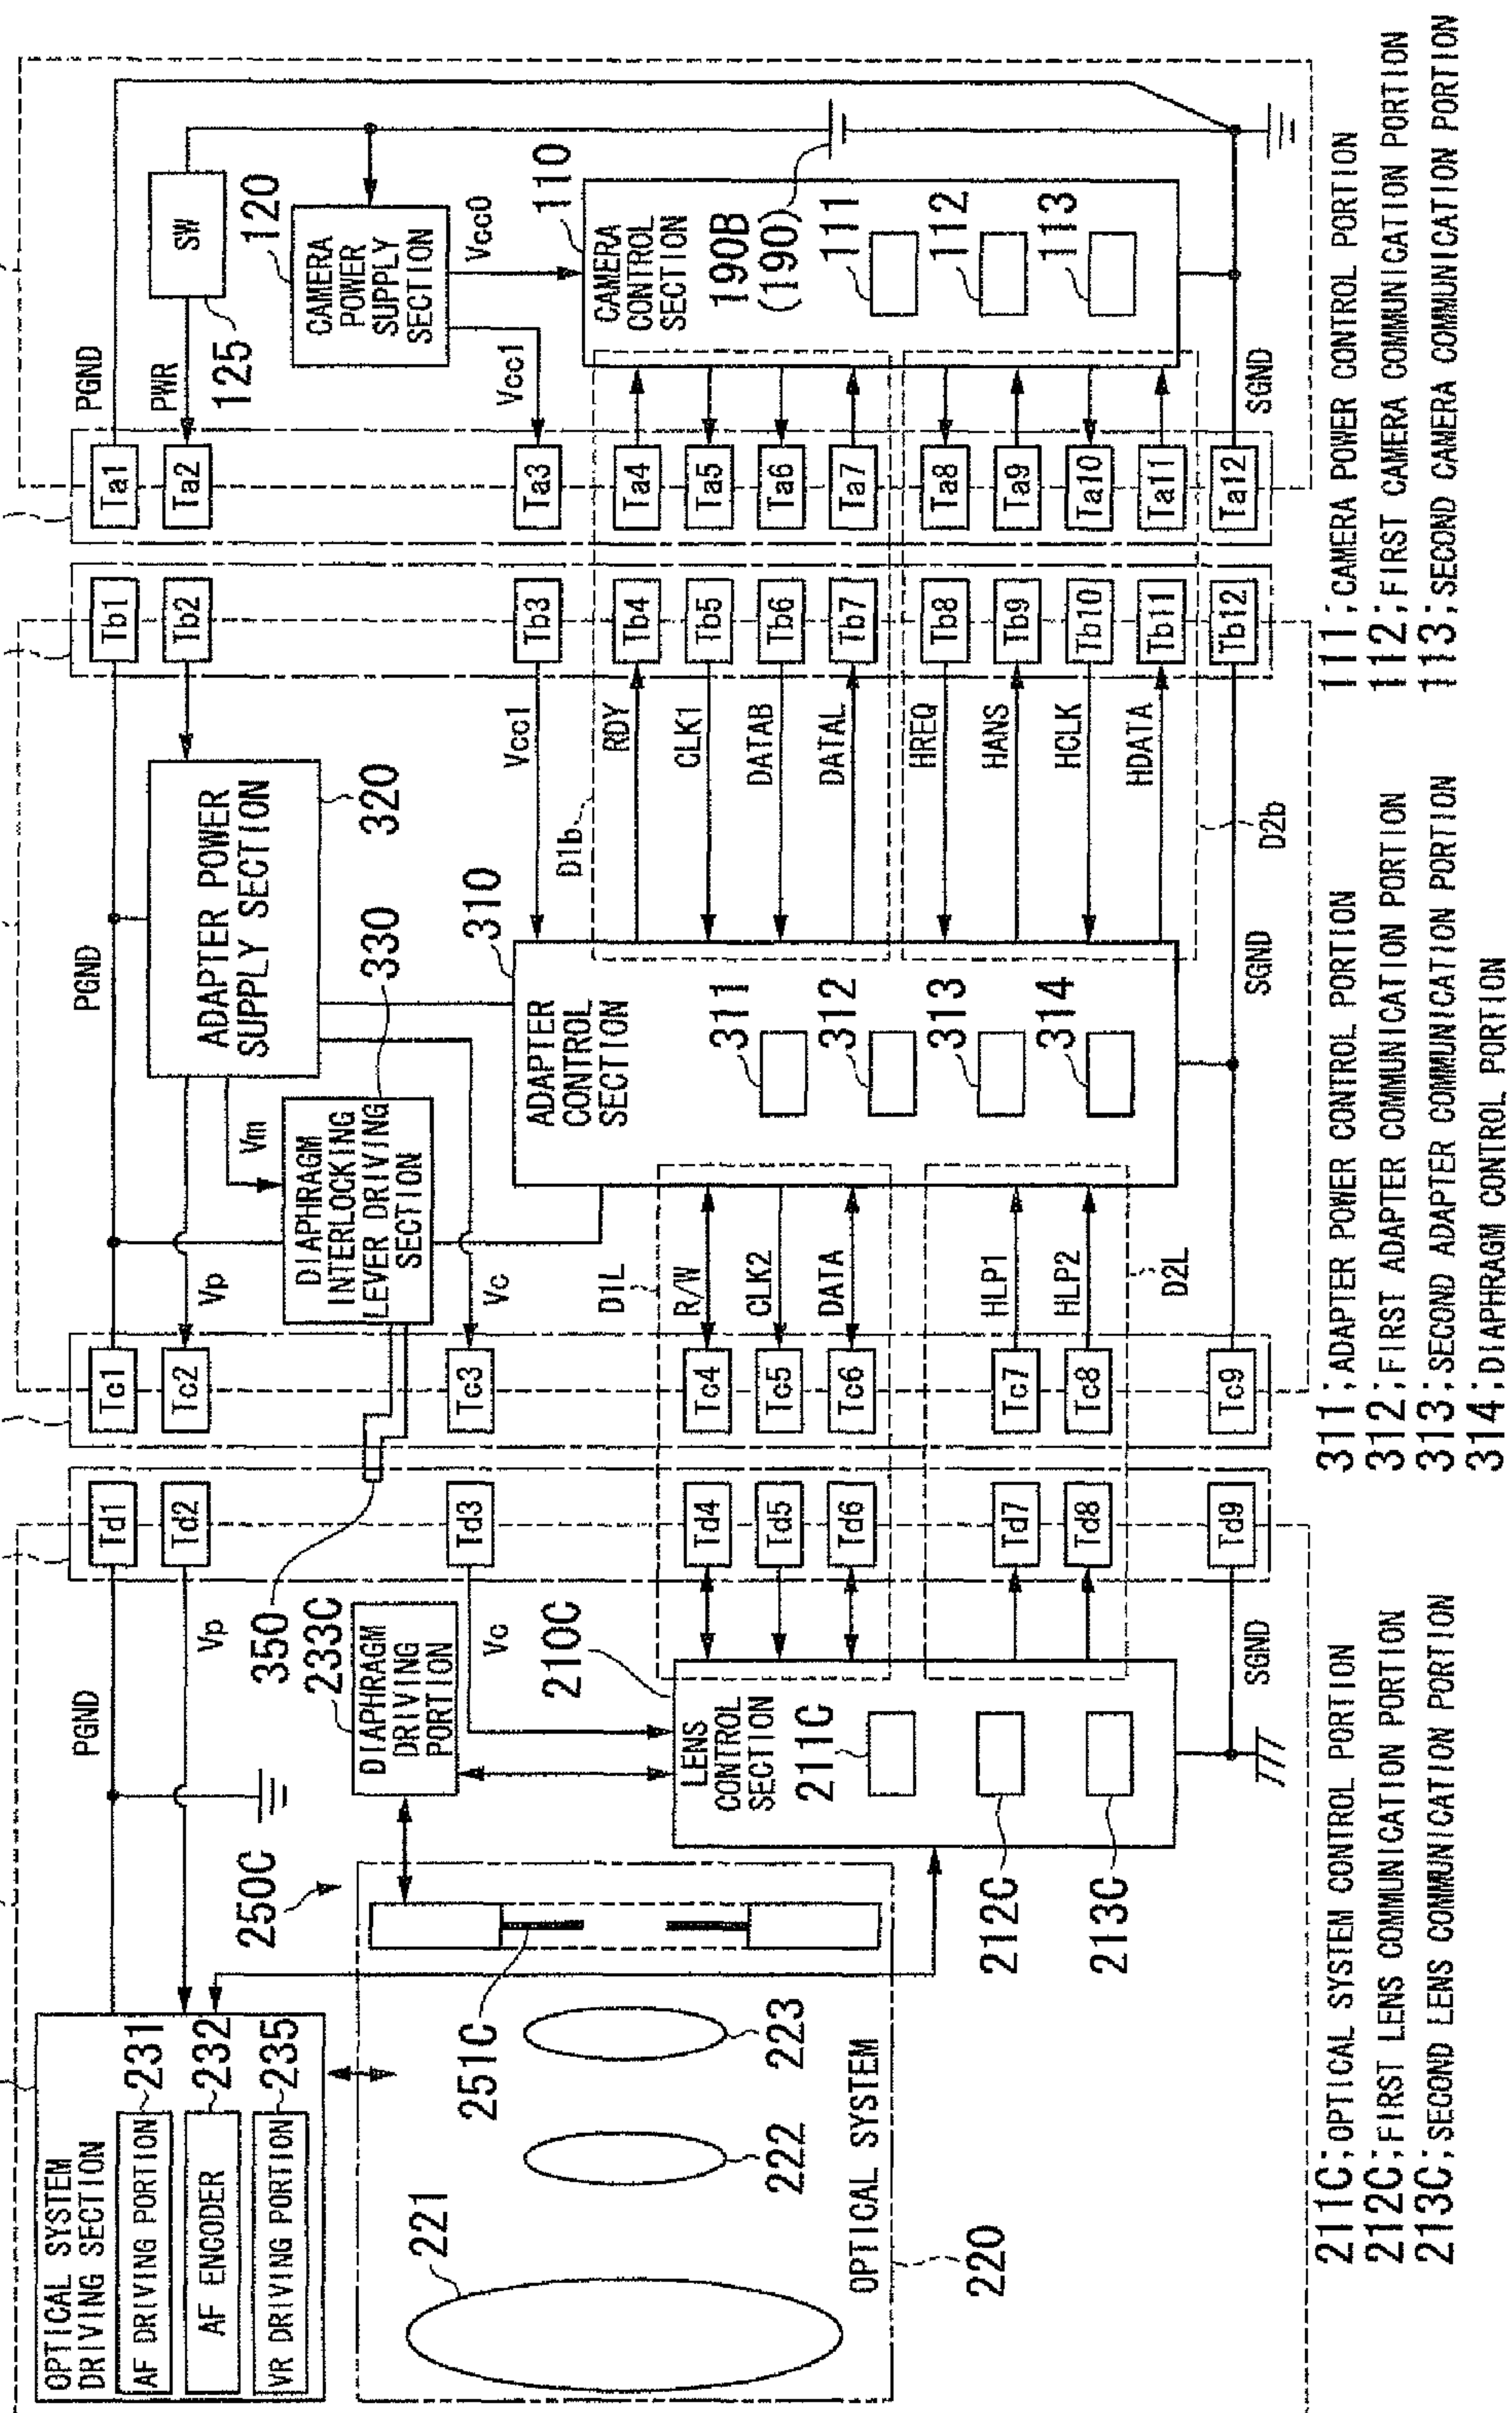 OPTICAL SYSTEM
DRIVING SECTION
AF DRIVING PORTION
231
AF ENCODER
232
VR DRIVING PORTION
235
221
222
223
251C
250C
OPTICAL SYSTEM
220
PGND
Vp
350
233C
DIAPHRAGM
DRIVING
PORTION
Vc
210C
LENS
CONTROL
SECTION
211C
212C
213C
SGND
Td1
Td2
Td3
Td4
Td5
Td6
Td7
Td8
Td9
Tc1
Tc2
Tc3
Tc4
Tc5
Tc6
Tc7
Tc8
Tc9
D1L
R/W
CLK2
DATA
HLP1
HLP2
D2L
PGND
Vp
Vm
Vc
DIAPHRAGM
INTERLOCKING
LEVER DRIVING
SECTION
330
ADAPTER POWER
SUPPLY SECTION
320
310
ADAPTER
CONTROL
SECTION
311
312
313
314
SGND
Vcc1
D1b
RDY
CLK1
DATAB
DATAL
HREQ
HANS
HCLK
HDATA
D2b
Tb1
Tb2
Tb3
Tb4
Tb5
Tb6
Tb7
Tb8
Tb9
Tb10
Tb11
Tb12
Ta1
Ta2
Ta3
Ta4
Ta5
Ta6
Ta7
Ta8
Ta9
Ta10
Ta11
Ta12
PGND
PWR
125
SW
120
CAMERA
POWER
SUPPLY
SECTION
Vcc0
Vcc1
110
CAMERA
CONTROL
SECTION
190B
(190)
111
112
113
SGND
211C;OPTICAL SYSTEM CONTROL PORTION
212C;FIRST LENS COMMUNICATION PORTION
213C;SECOND LENS COMMUNICATION PORTION
311;ADAPTER POWER CONTROL PORTION
312;FIRST ADAPTER COMMUNICATION PORTION
313;SECOND ADAPTER COMMUNICATION PORTION
314;DIAPHRAGM CONTROL PORTION
111;CAMERA POWER CONTROL PORTION
112;FIRST CAMERA COMMUNICATION PORTION
113;SECOND CAMERA COMMUNICATION PORTION